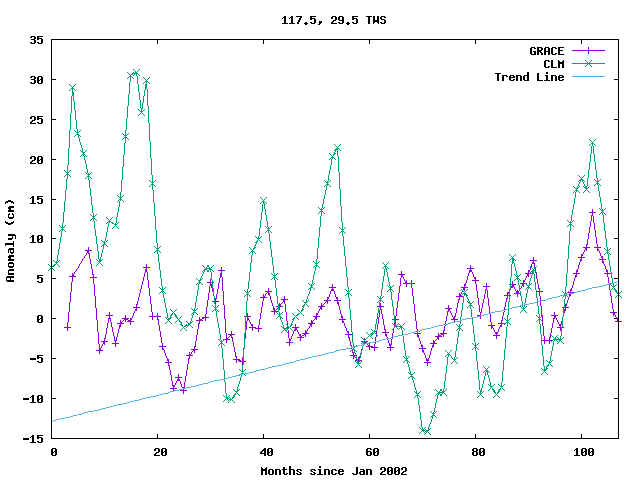 117.5, 29.5 TWS
GRACE
CLM
Trend Line
35
30
25
20
15
10
5
0
-5
-10
-15
Anomaly (cm)
0 20 40 60 80 100
Months since Jan 2002